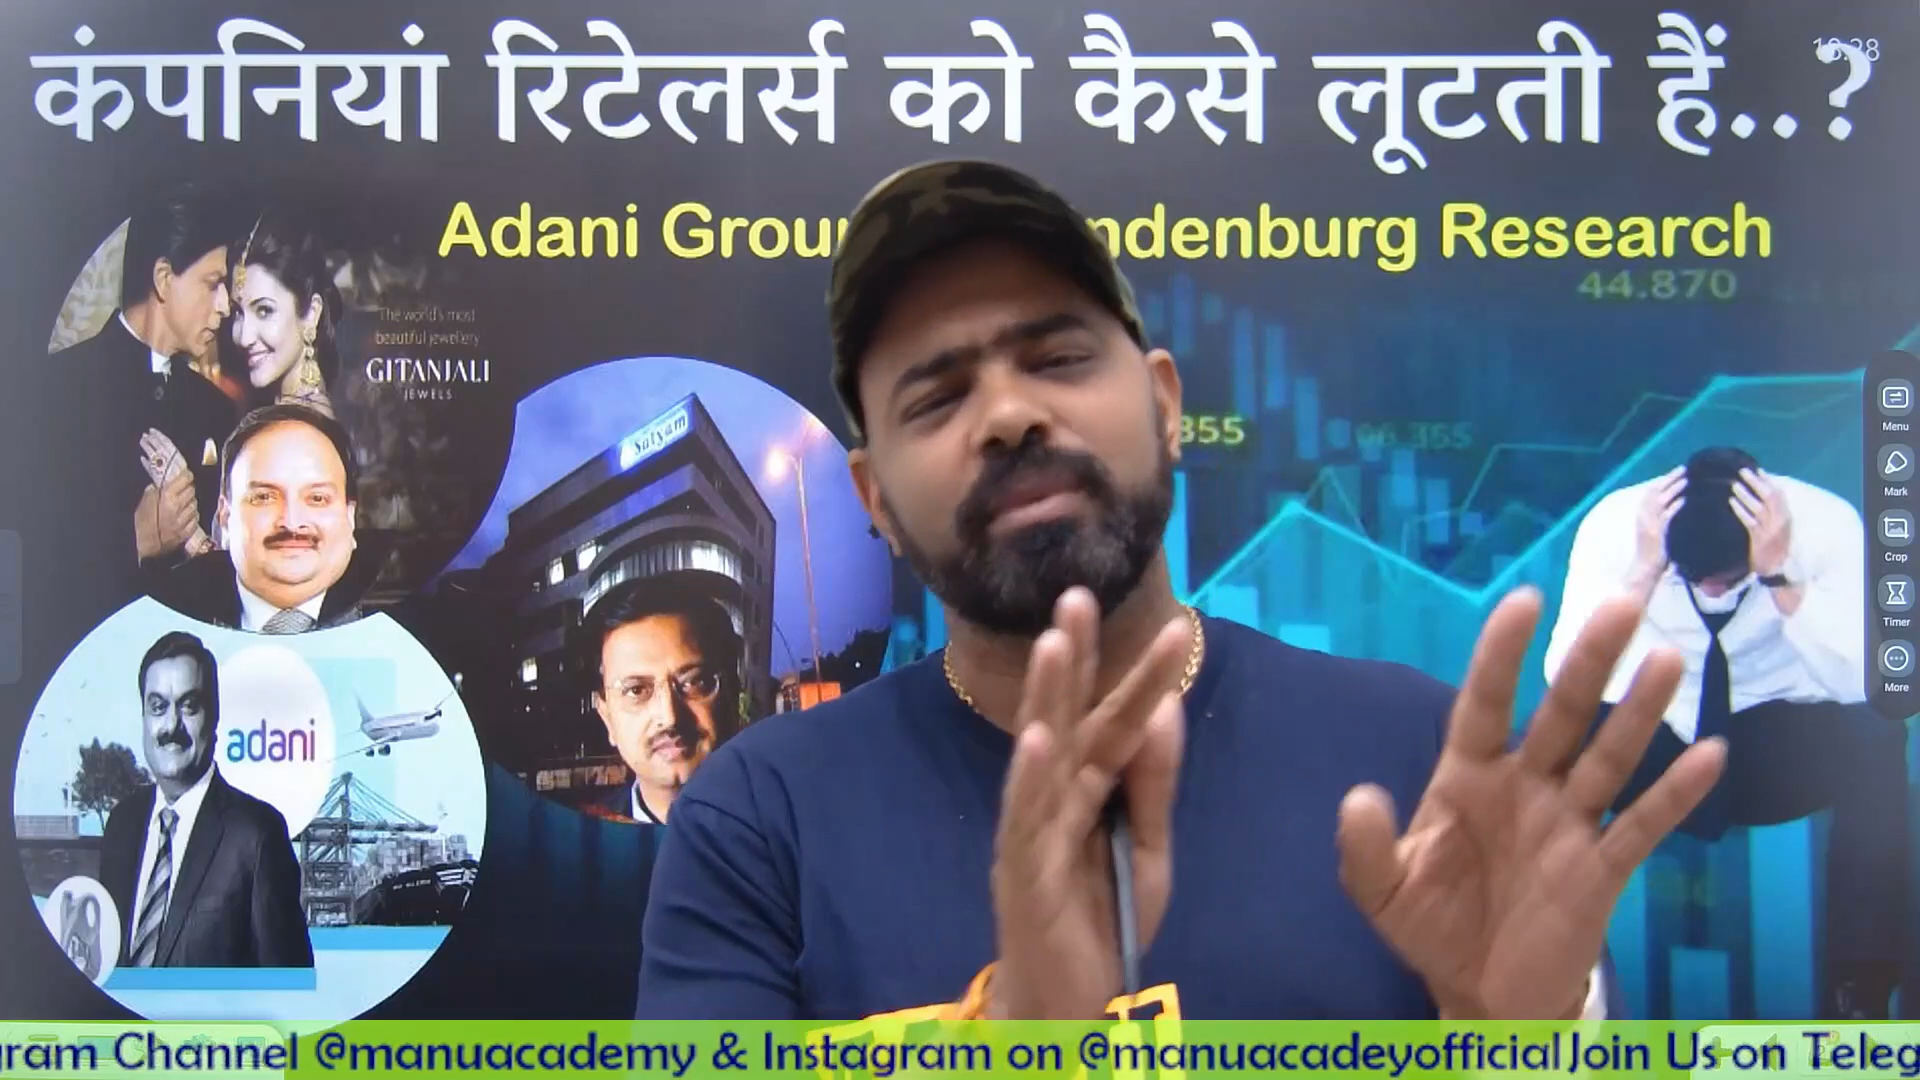 कंपनियां रिटेलर्स को कैसे लूटती हैं..?
Adani Grou ndenburg Research
44.870
The world's most
beautiful jewellery
GITANJALI
JEWELS
Satyam
355
adani
Menu
Mark
Crop
Timer
More
gram Channel @manuacademy & Instagram on @manuacadeyofficial Join Us on Teleg